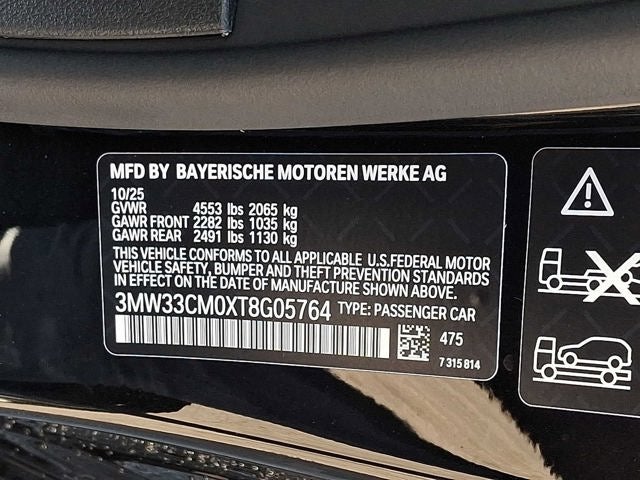 MFD BY BAYERISCHE MOTOREN WERKE AG
10/25
GVWR 4553 lbs 2065 kg
GAWR FRONT 2282 lbs 1035 kg
GAWR REAR 2491 lbs 1130 kg
THIS VEHICLE CONFORMS TO ALL APPLICABLE U.S.FEDERAL MOTOR
VEHICLE SAFETY, BUMPER AND THEFT PREVENTION STANDARDS
IN EFFECT ON THE DATE OF MANUFACTURE SHOWN ABOVE.
3MW33CM0XT8G05764 TYPE: PASSENGER CAR
475
7 315 814